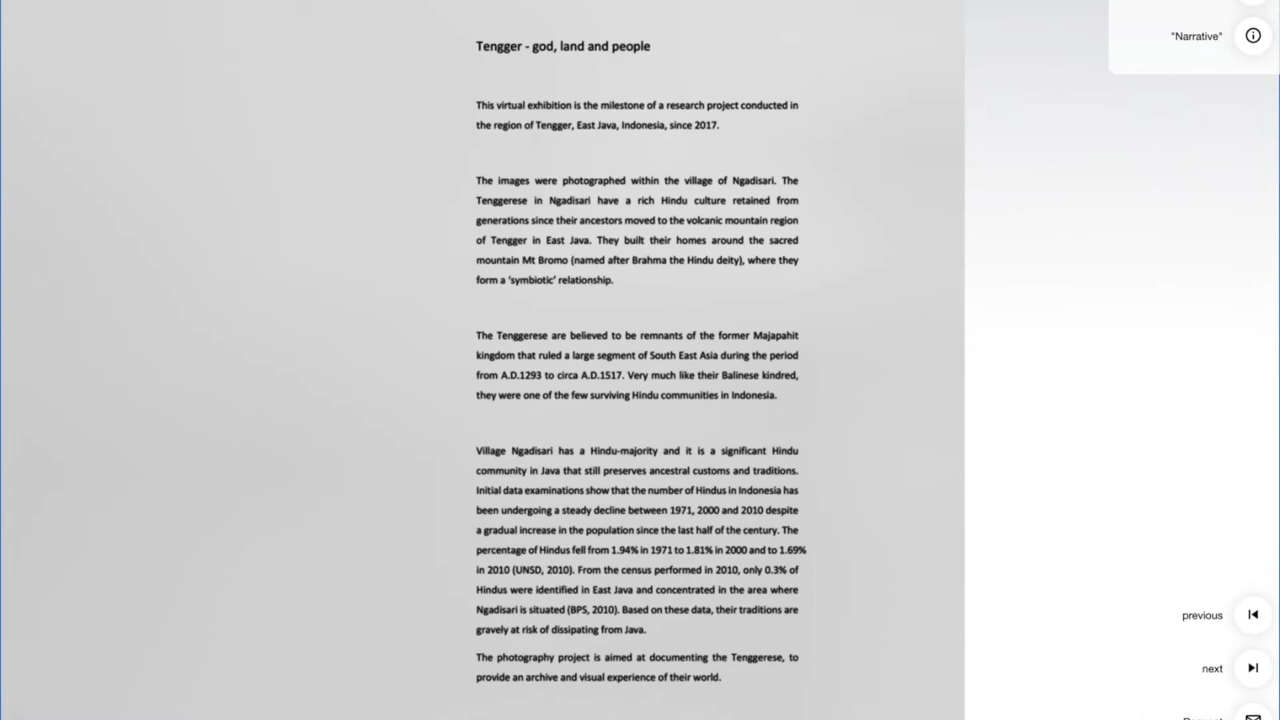 Tengger - god, land and people
This virtual exhibition is the milestone of a research project conducted in
the region of Tengger, East Java, Indonesia, since 2017.
The images were photographed within the village of Ngadisari. The
Tenggerese in Ngadisari have a rich Hindu culture retained from
generations since their ancestors moved to the volcanic mountain region
of Tengger in East Java. They built their homes around the sacred
mountain Mt Bromo (named after Brahma the Hindu deity), where they
form a 'symbiotic' relationship.
The Tenggerese are believed to be remnants of the former Majapahit
kingdom that ruled a large segment of South East Asia during the period
from A.D.1293 to circa A.D.1517. Very much like their Balinese kindred,
they were one of the few surviving Hindu communities in Indonesia.
Village Ngadisari has a Hindu-majority and it is a significant Hindu
community in Java that still preserves ancestral customs and traditions.
Initial data examinations show that the number of Hindus in Indonesia has
been undergoing a steady decline between 1971, 2000 and 2010 despite
a gradual increase in the population since the last half of the century. The
percentage of Hindus fell from 1.94% in 1971 to 1.81% in 2000 and to 1.69%
in 2010 (UNSD, 2010). From the census performed in 2010, only 0.3% of
Hindus were identified in East Java and concentrated in the area where
Ngadisari is situated (BPS, 2010). Based on these data, their traditions are
gravely at risk of dissipating from Java.
The photography project is aimed at documenting the Tenggerese, to
provide an archive and visual experience of their world.
"Narrative"
previous
next